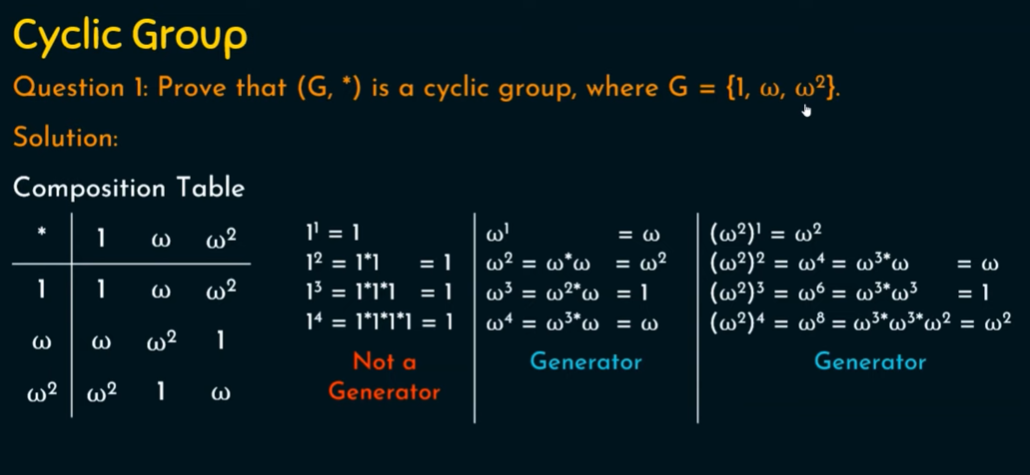 Cyclic Group
Question 1: Prove that (G, *) is a cyclic group, where G = {1, ω, ω²}.
Solution:
Composition Table
* 1 ω ω²
1 1 ω ω²
ω ω ω² 1
ω² ω² 1 ω
1¹ = 1
1² = 1*1 = 1
1³ = 1*1*1 = 1
1⁴ = 1*1*1*1 = 1
Not a
Generator
ω¹ = ω
ω² = ω*ω = ω²
ω³ = ω²*ω = 1
ω⁴ = ω³*ω = ω
Generator
(ω²)¹ = ω²
(ω²)² = ω⁴ = ω³*ω = ω
(ω²)³ = ω⁶ = ω³*ω³ = 1
(ω²)⁴ = ω⁸ = ω³*ω³*ω² = ω²
Generator